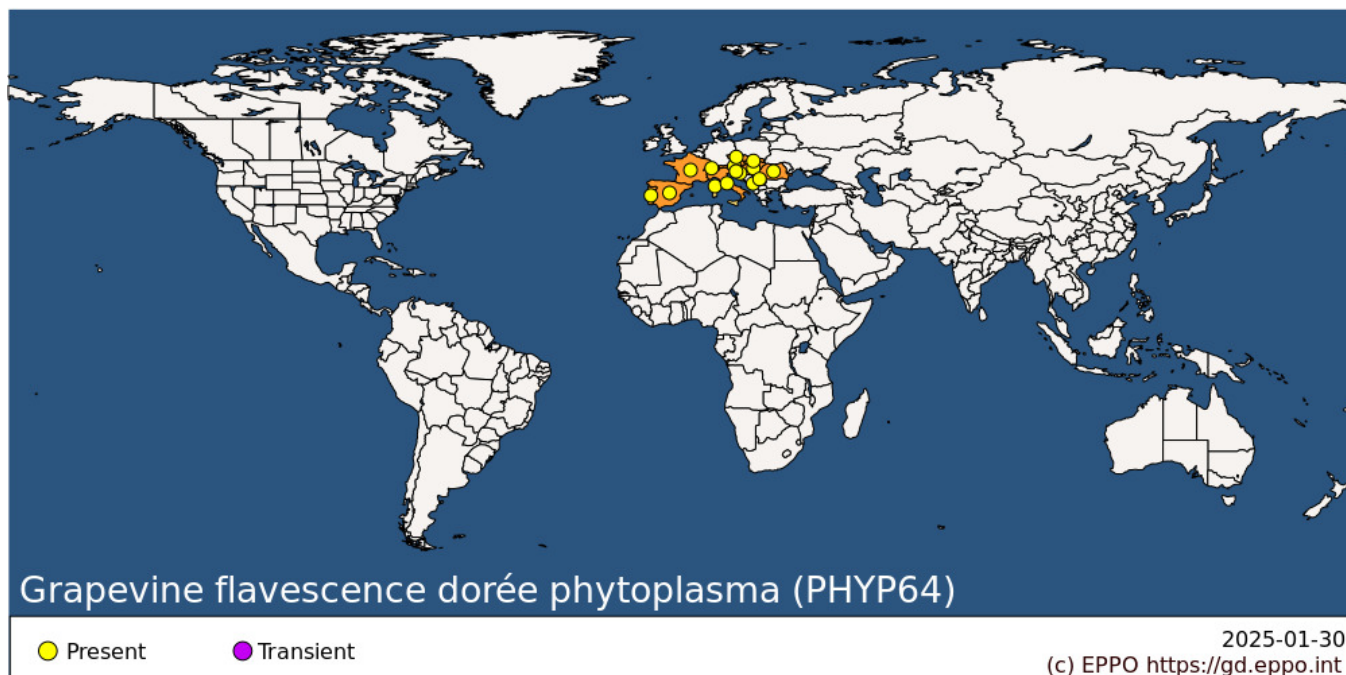 Grapevine flavescence dorée phytoplasma (PHYP64)
Present
Transient
2025-01-30
(c) EPPO https://gd.eppo.int